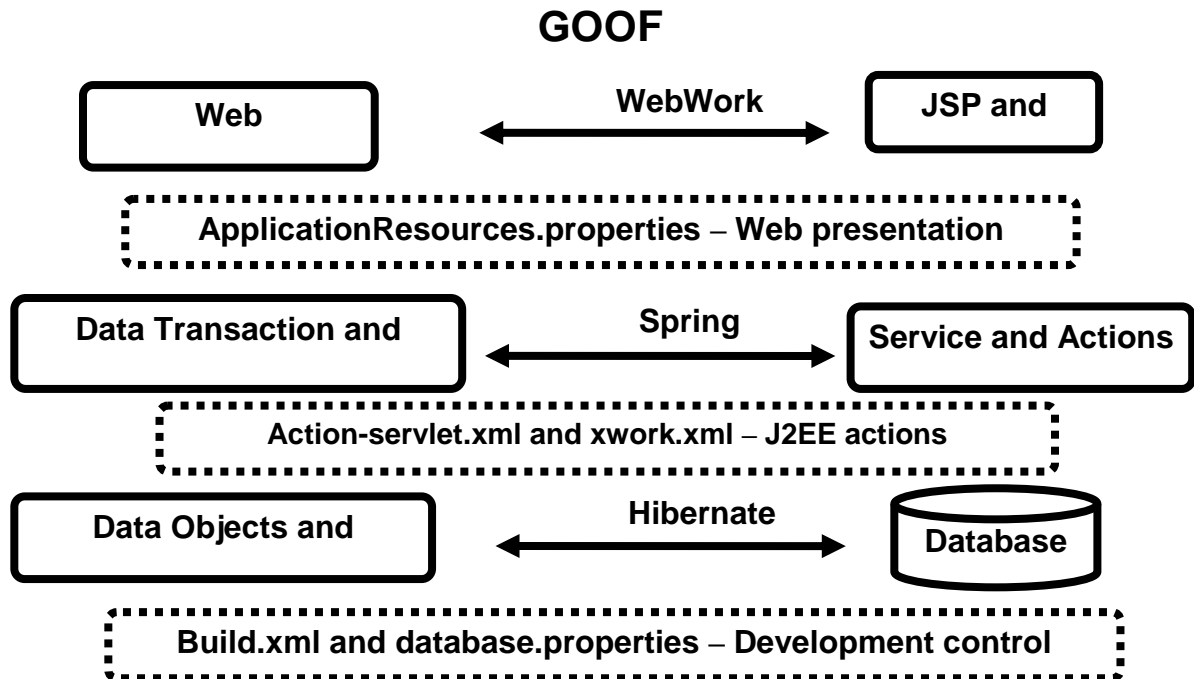 GOOF
Web
WebWork
JSP and
ApplicationResources.properties – Web presentation
Data Transaction and
Spring
Service and Actions
Action-servlet.xml and xwork.xml – J2EE actions
Data Objects and
Hibernate
Database
Build.xml and database.properties – Development control